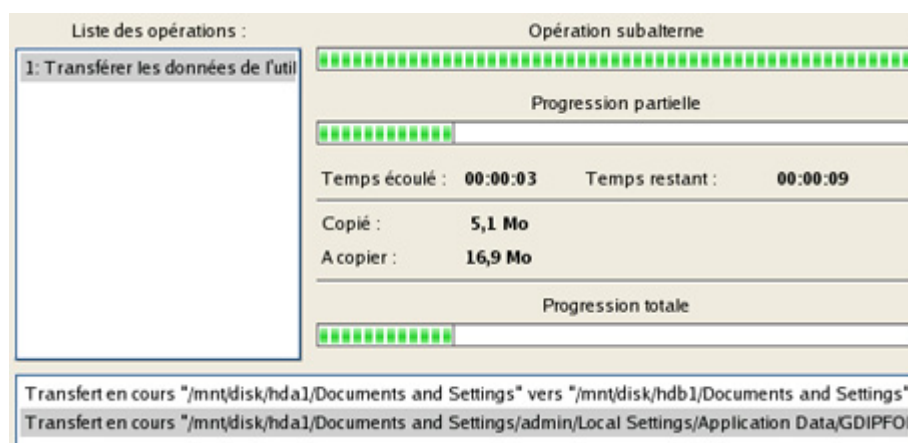 Liste des opérations :
1: Transférer les données de l'util
Opération subalterne
Progression partielle
Temps écoulé : 00:00:03 Temps restant : 00:00:09
Copié : 5,1 Mo
A copier : 16,9 Mo
Progression totale
Transfert en cours "/mnt/disk/hda1/Documents and Settings" vers "/mnt/disk/hdb1/Documents and Settings"
Transfert en cours "/mnt/disk/hda1/Documents and Settings/admin/Local Settings/Application Data/GDIPFO